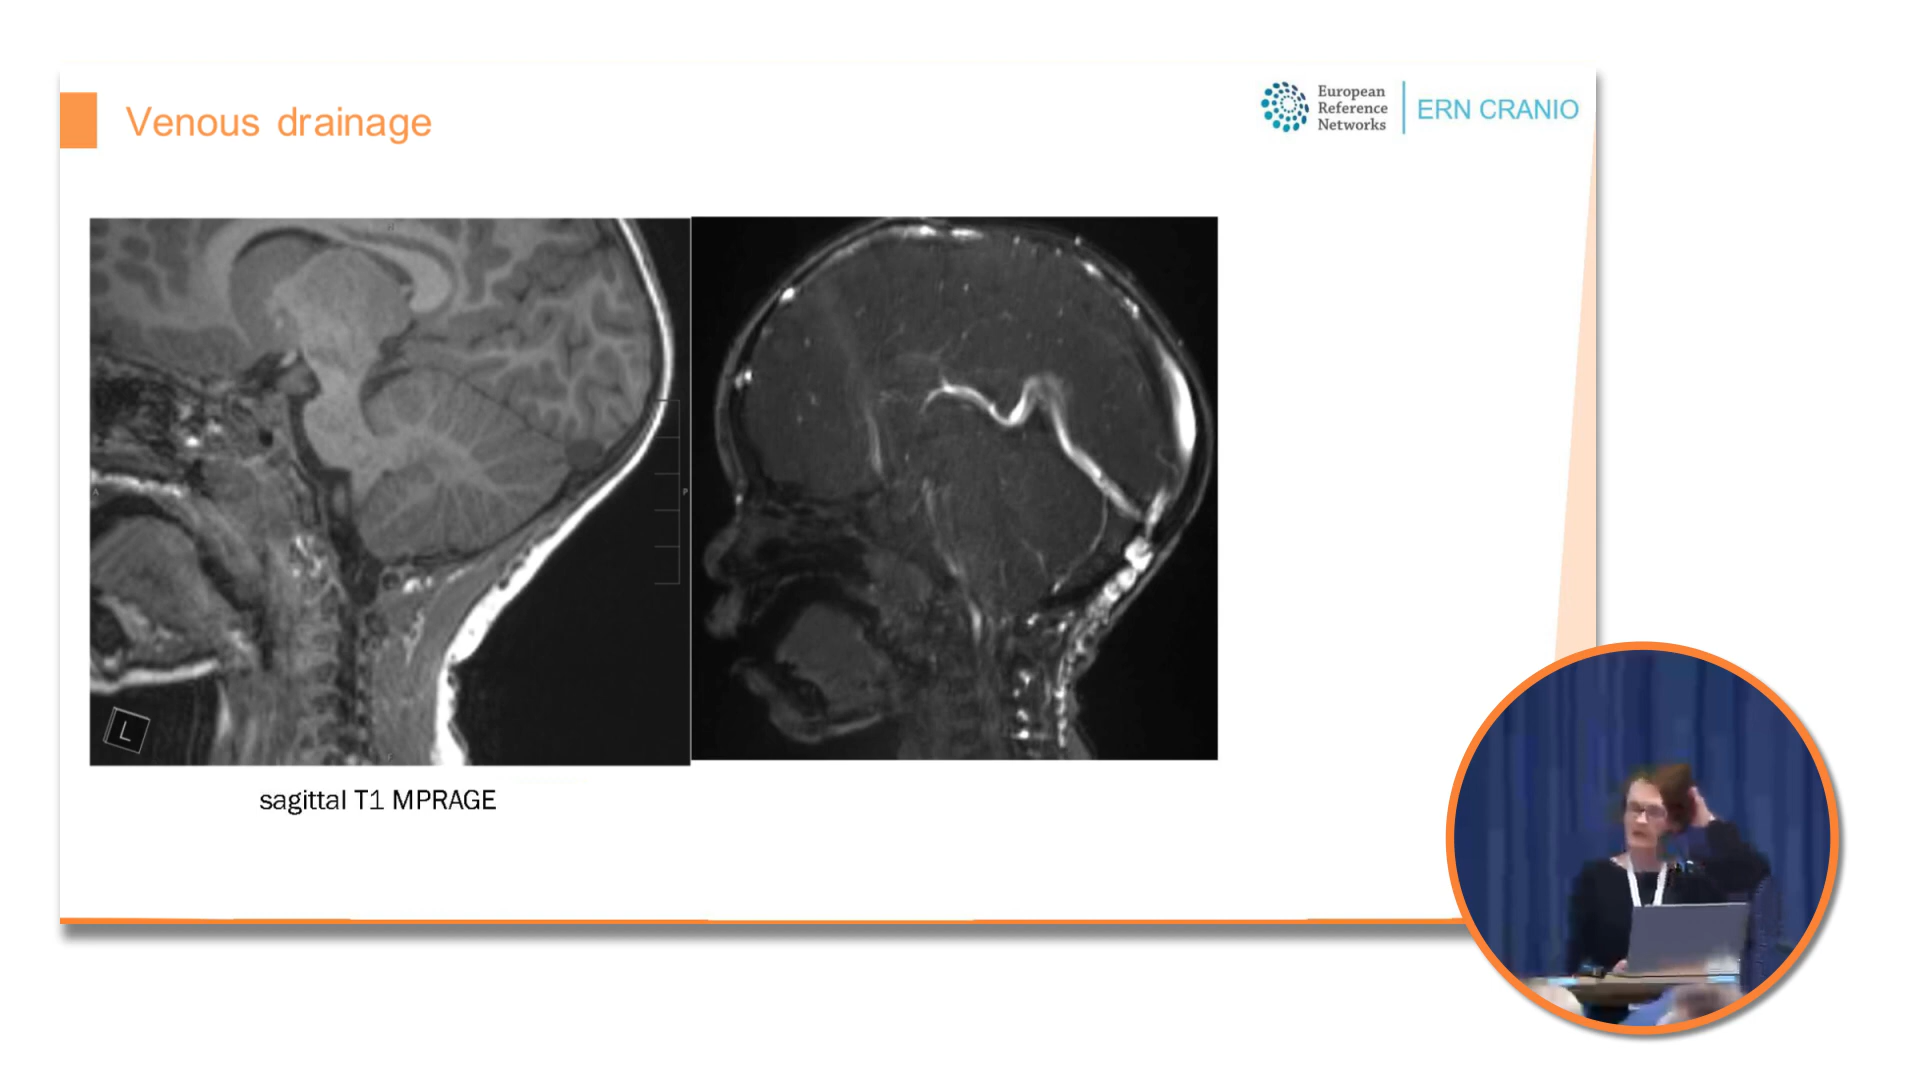 Venous drainage
European
Reference
Networks
ERN CRANIO
A
P
L
sagittal T1 MPRAGE